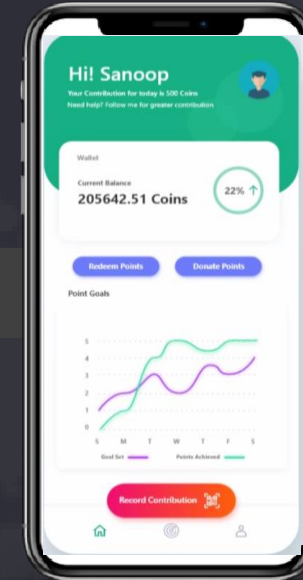 Hi! Sanoop
Your Contribution for today is 500 Coins
Need help? Follow me for greater contribution
Wallet
Current Balance
205642.51 Coins
22%
Redeem Points
Donate Points
Point Goals
5
4
3
2
1
0
S M T W T F S
Goal Set
Points Achieved
Record Contribution